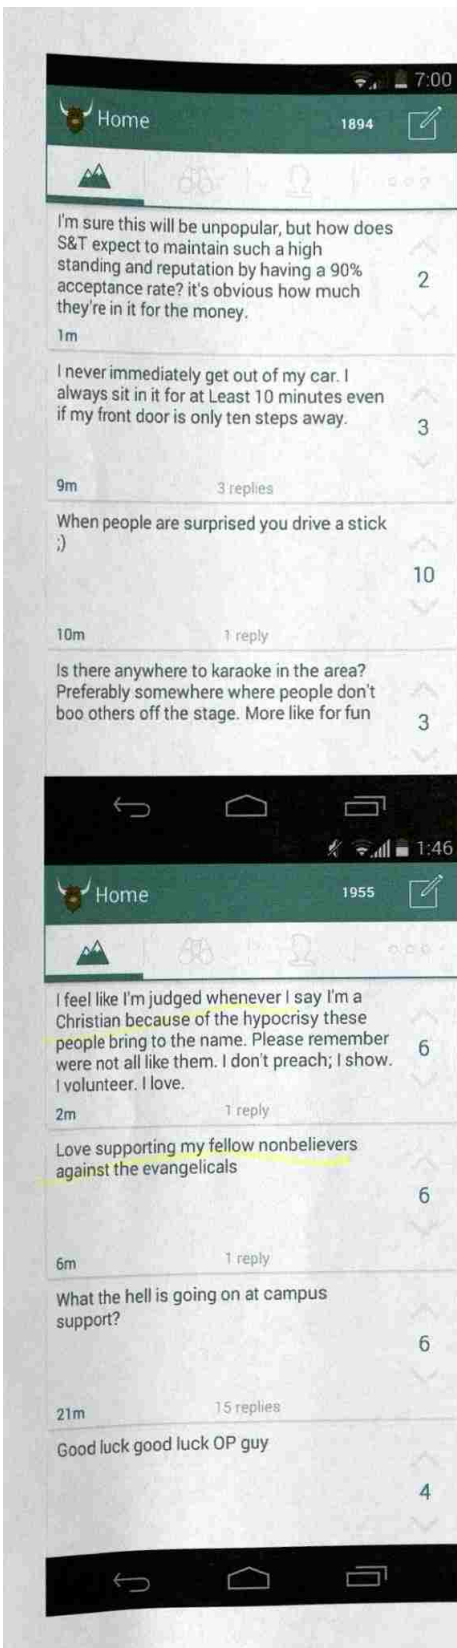 7:00
Home 1894
I'm sure this will be unpopular, but how does
S&T expect to maintain such a high
standing and reputation by having a 90%
acceptance rate? it's obvious how much
they're in it for the money.
2
1m
I never immediately get out of my car. I
always sit in it for at Least 10 minutes even
if my front door is only ten steps away.
3
9m 3 replies
When people are surprised you drive a stick
;)
10
10m 1 reply
Is there anywhere to karaoke in the area?
Preferably somewhere where people don't
boo others off the stage. More like for fun
3
1:46
Home 1955
I feel like I'm judged whenever I say I'm a
Christian because of the hypocrisy these
people bring to the name. Please remember
were not all like them. I don't preach; I show.
I volunteer. I love.
6
2m 1 reply
Love supporting my fellow nonbelievers
against the evangelicals
6
6m 1 reply
What the hell is going on at campus
support?
6
21m 15 replies
Good luck good luck OP guy
4